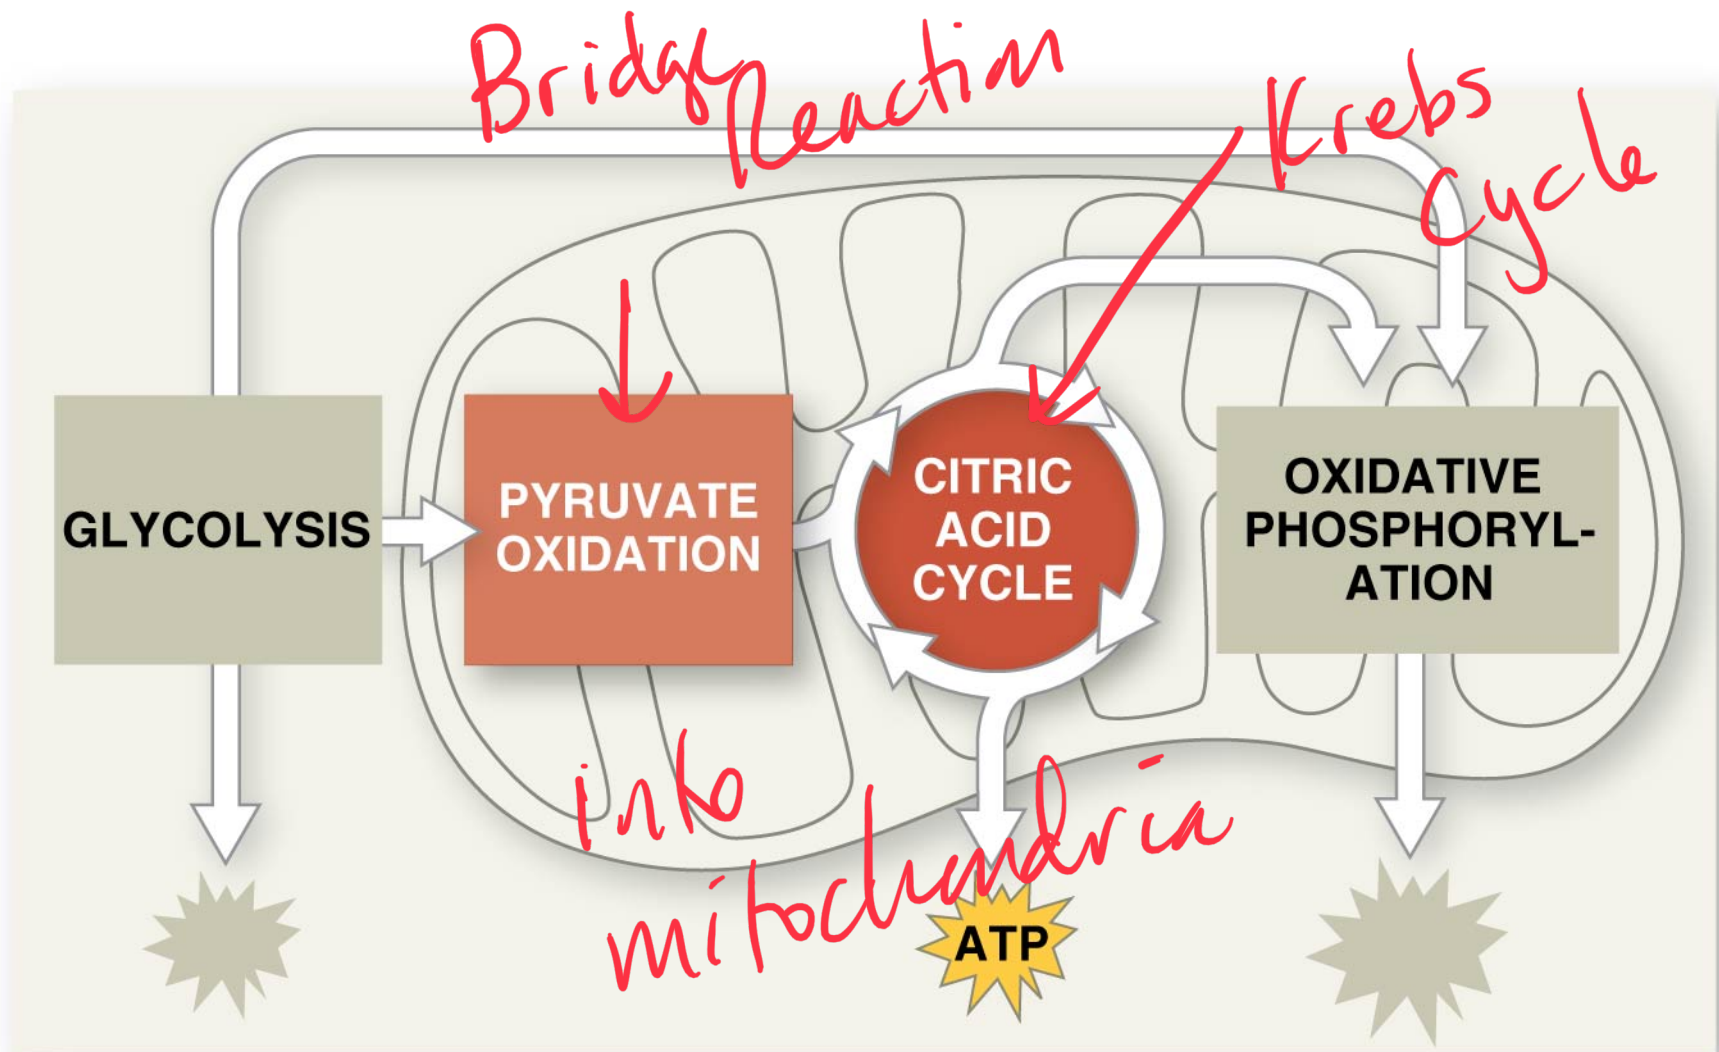 Bridge
Reaction
Krebs
Cycle
GLYCOLYSIS
PYRUVATE
OXIDATION
CITRIC
ACID
CYCLE
OXIDATIVE
PHOSPHORYL-
ATION
into
mitochondria
ATP